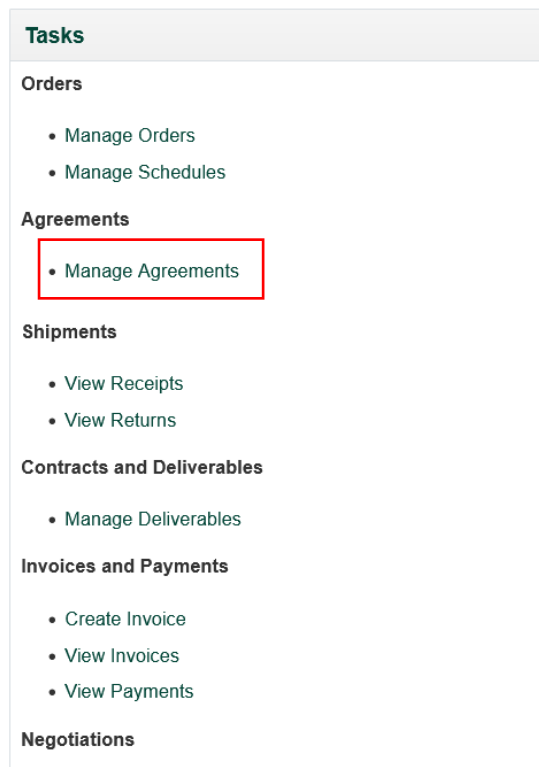 Tasks
Orders
• Manage Orders
• Manage Schedules
Agreements
• Manage Agreements
Shipments
• View Receipts
• View Returns
Contracts and Deliverables
• Manage Deliverables
Invoices and Payments
• Create Invoice
• View Invoices
• View Payments
Negotiations